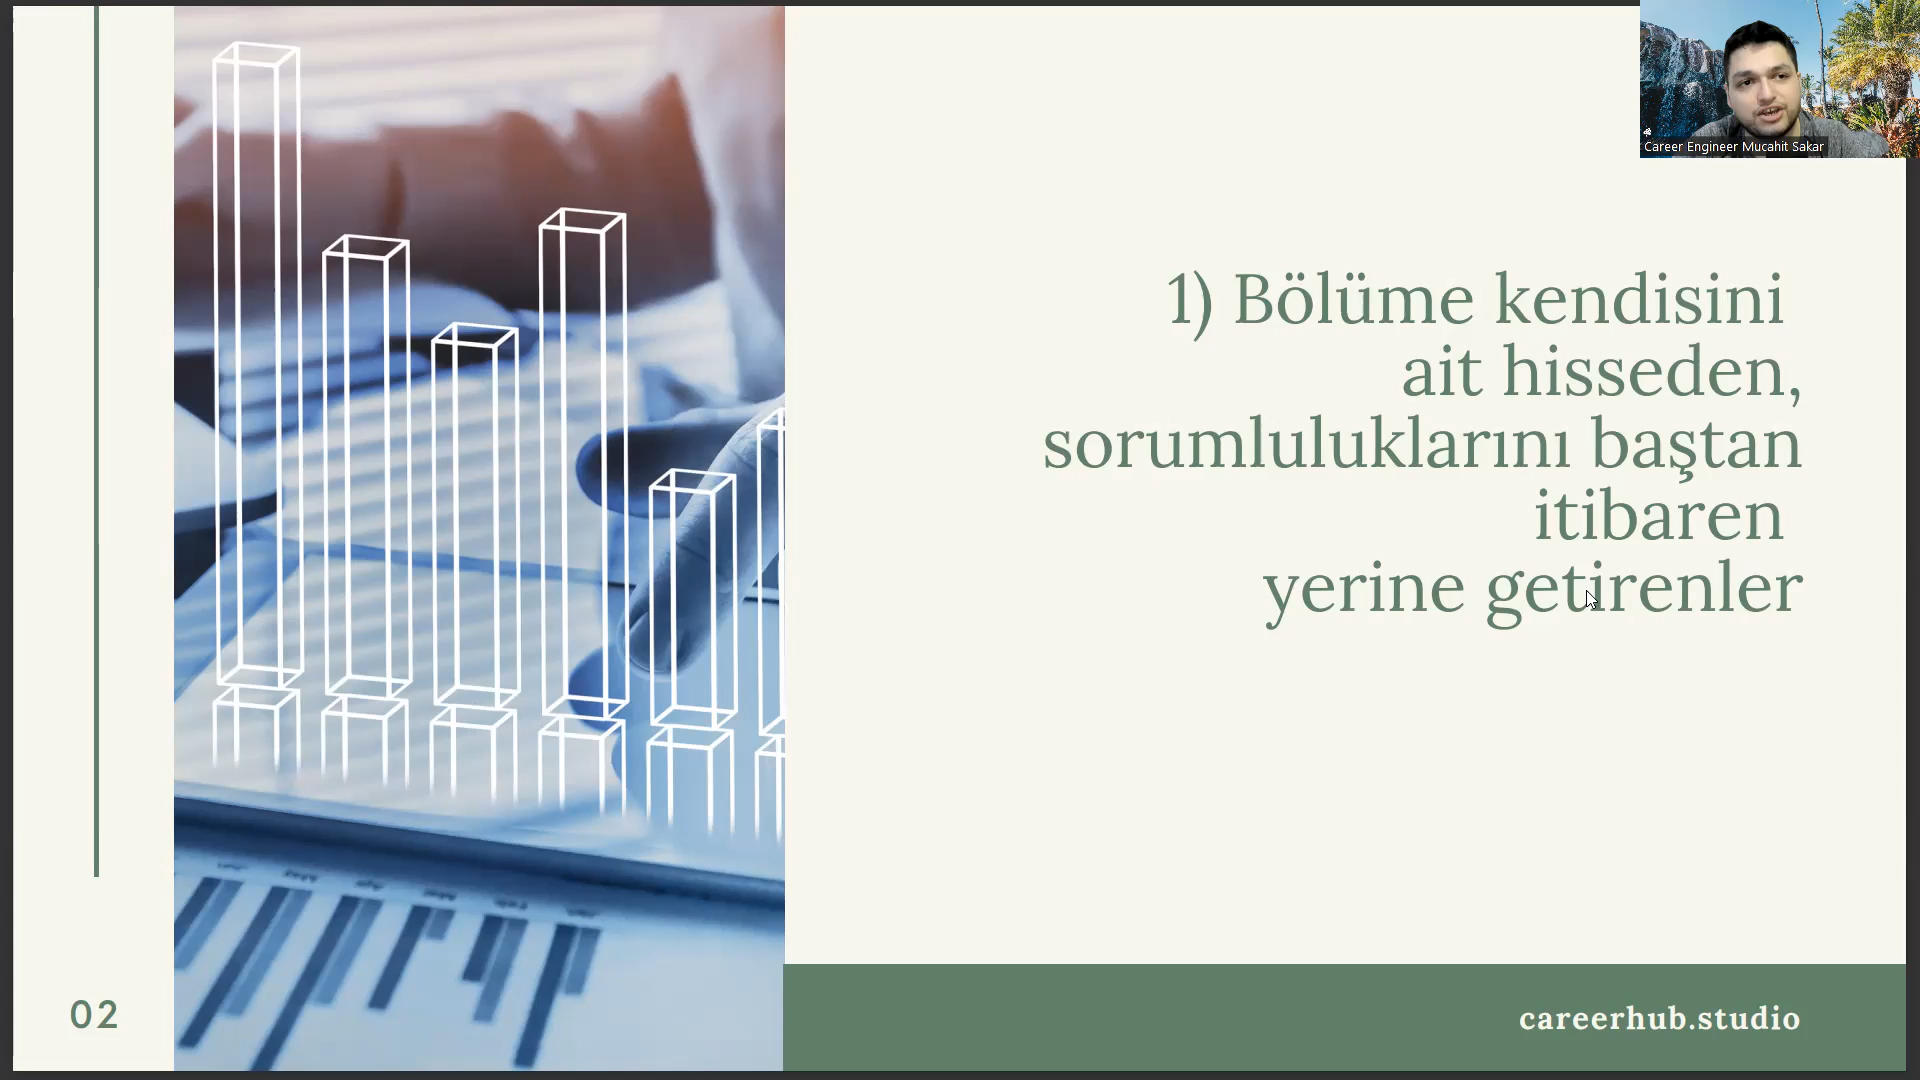 Career Engineer Mucahit Sakar
1) Bölüme kendisini
ait hisseden,
sorumluluklarını baştan
itibaren
yerine getirenler
02
careerhub.studio